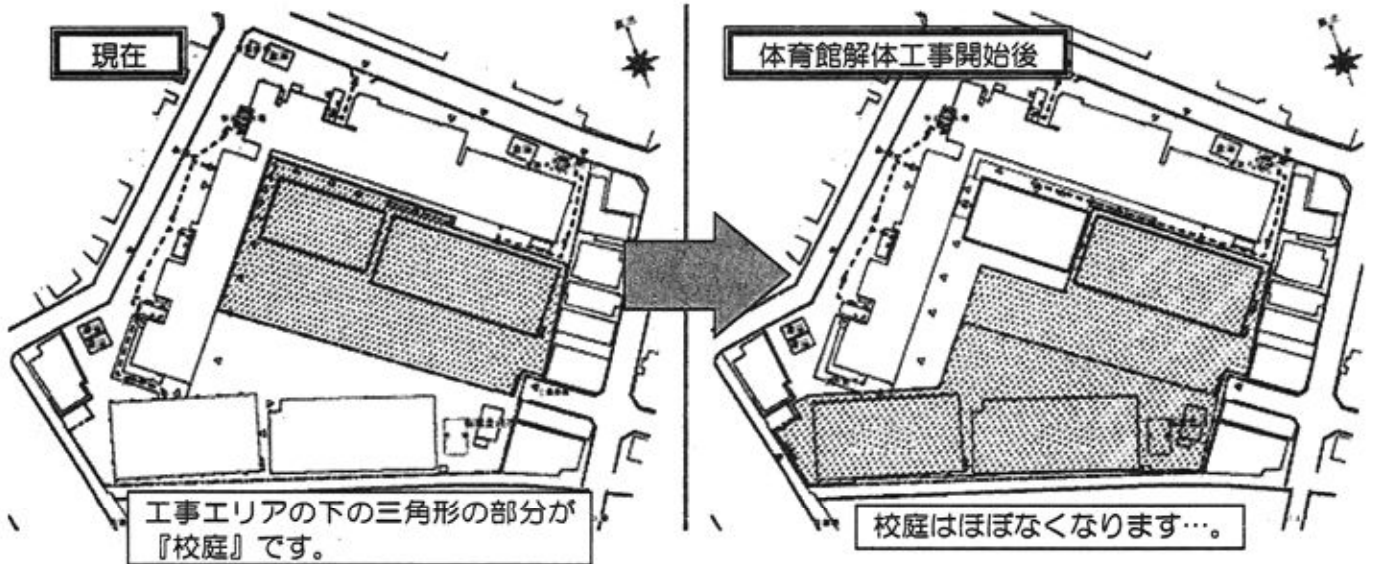 現在
体育館解体工事開始後
工事エリアの下の三角形の部分が
『校庭』です。
校庭はほぼなくなります…。